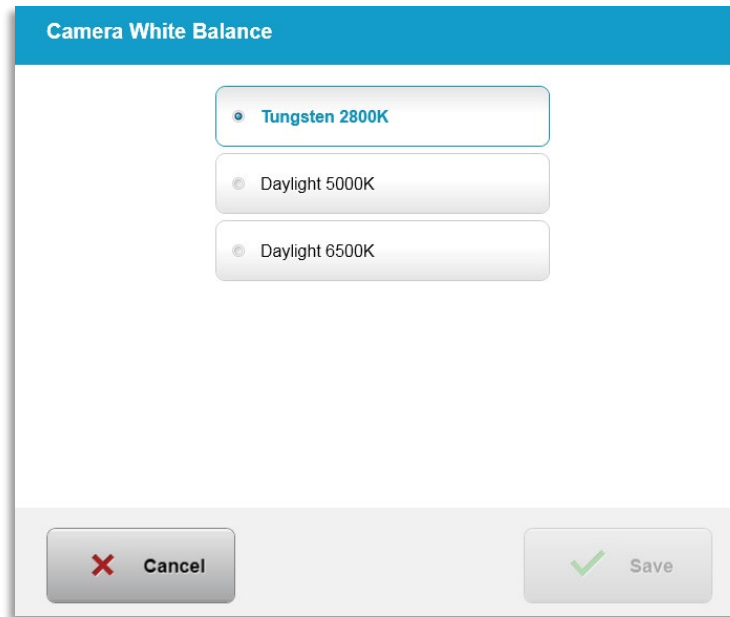 Camera White Balance
Tungsten 2800K
Daylight 5000K
Daylight 6500K
Cancel
Save